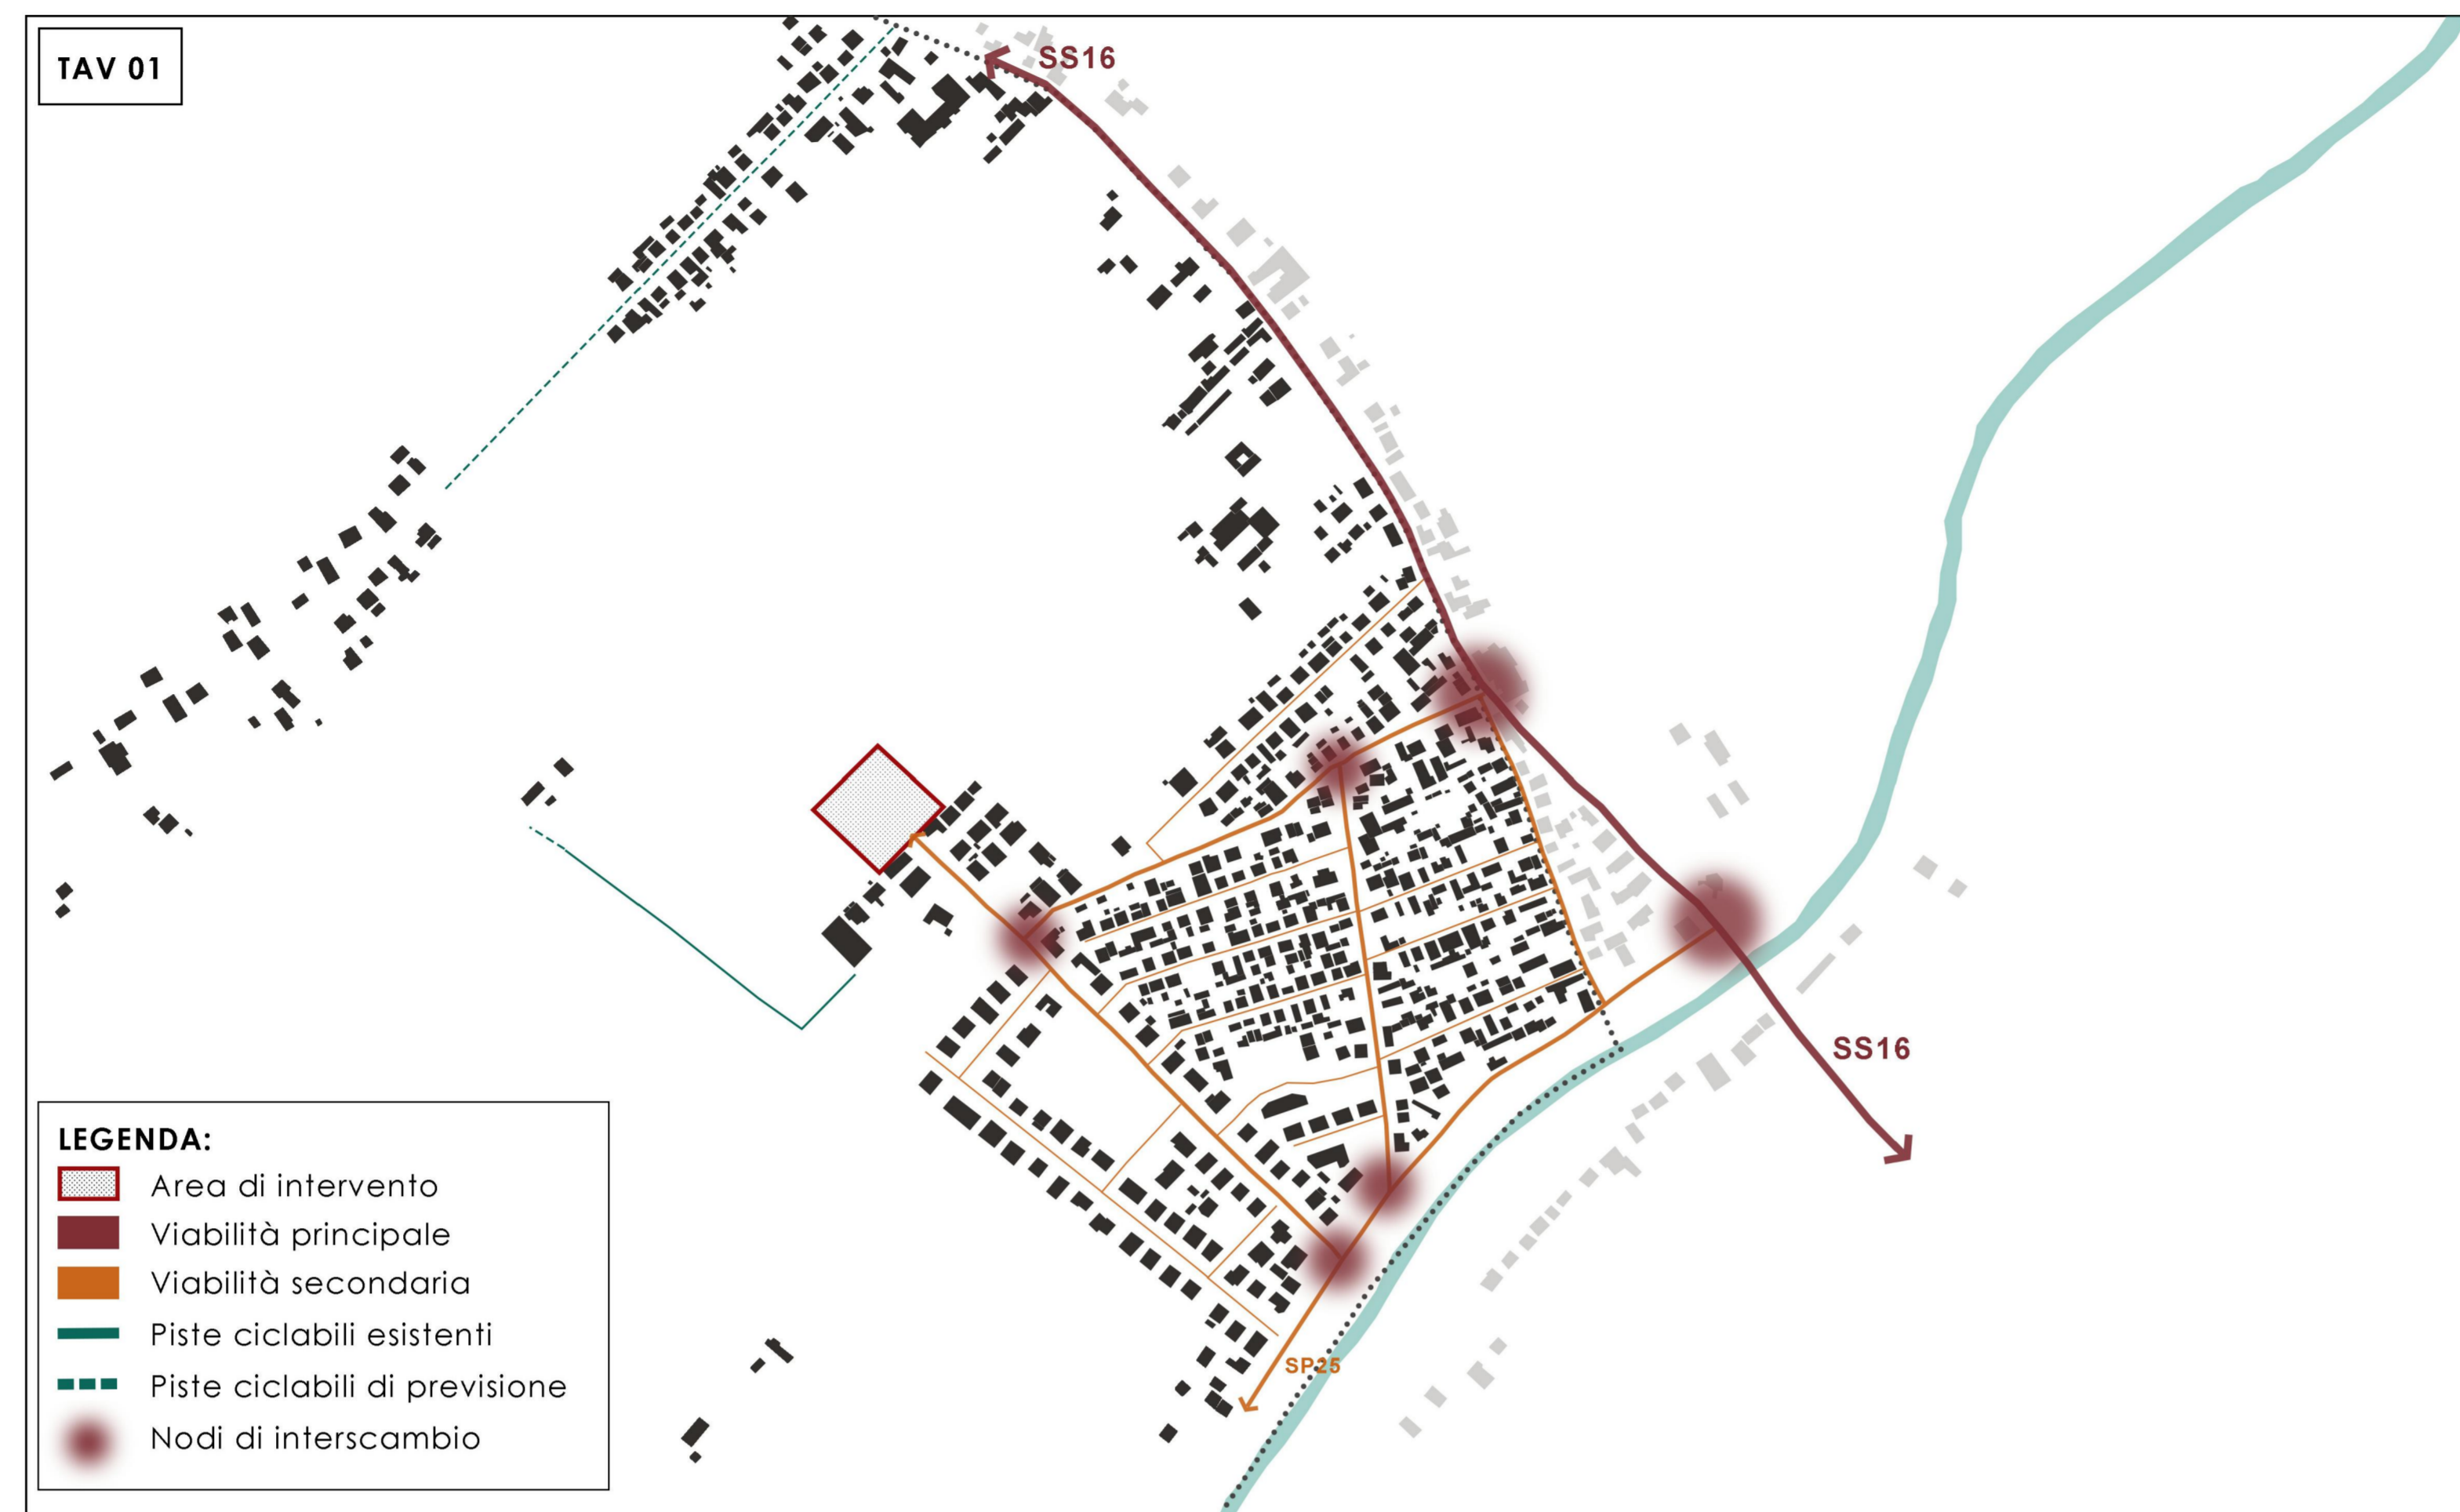 TAV 01
SS16
SS16
SP25
LEGENDA:
Area di intervento
Viabilità principale
Viabilità secondaria
Piste ciclabili esistenti
Piste ciclabili di previsione
Nodi di interscambio